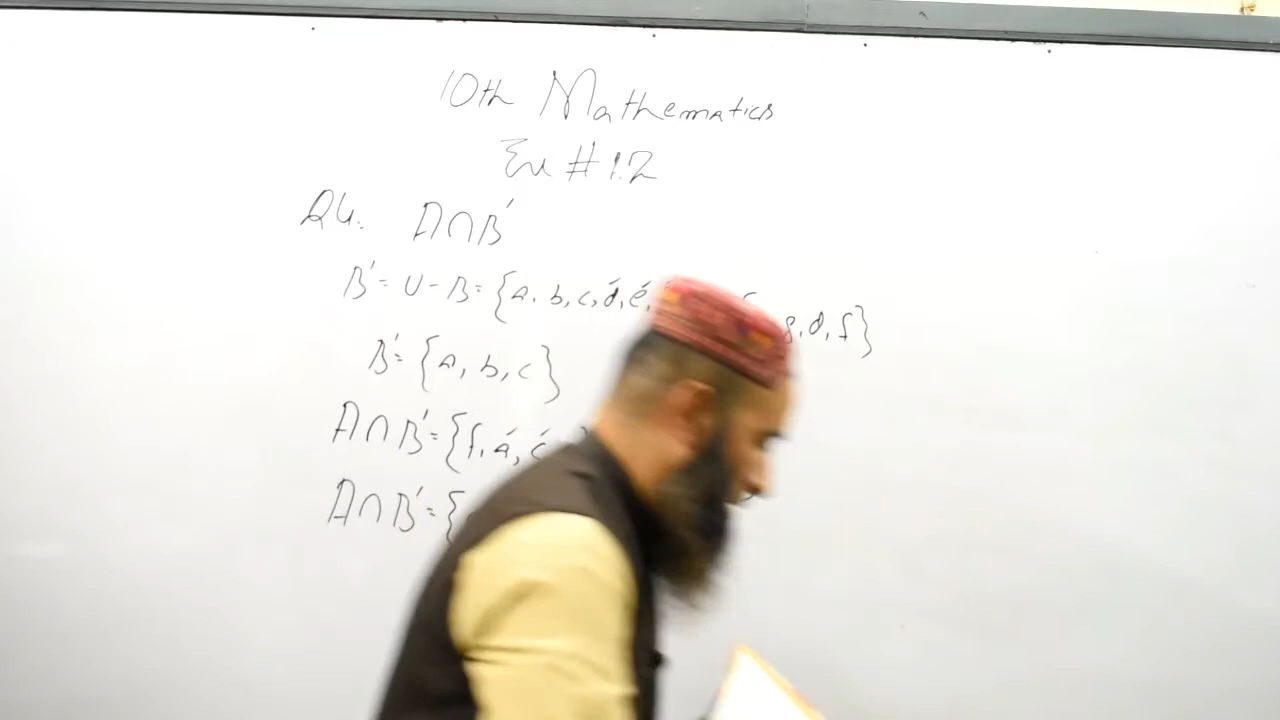 10th Mathematics
Ex # 1.2
Q4. A∩B'
B' = U - B = {a, b, c, d, e, g, d, f}
B' = {a, b, c}
A∩B' = {f, a, c
A∩B' = {